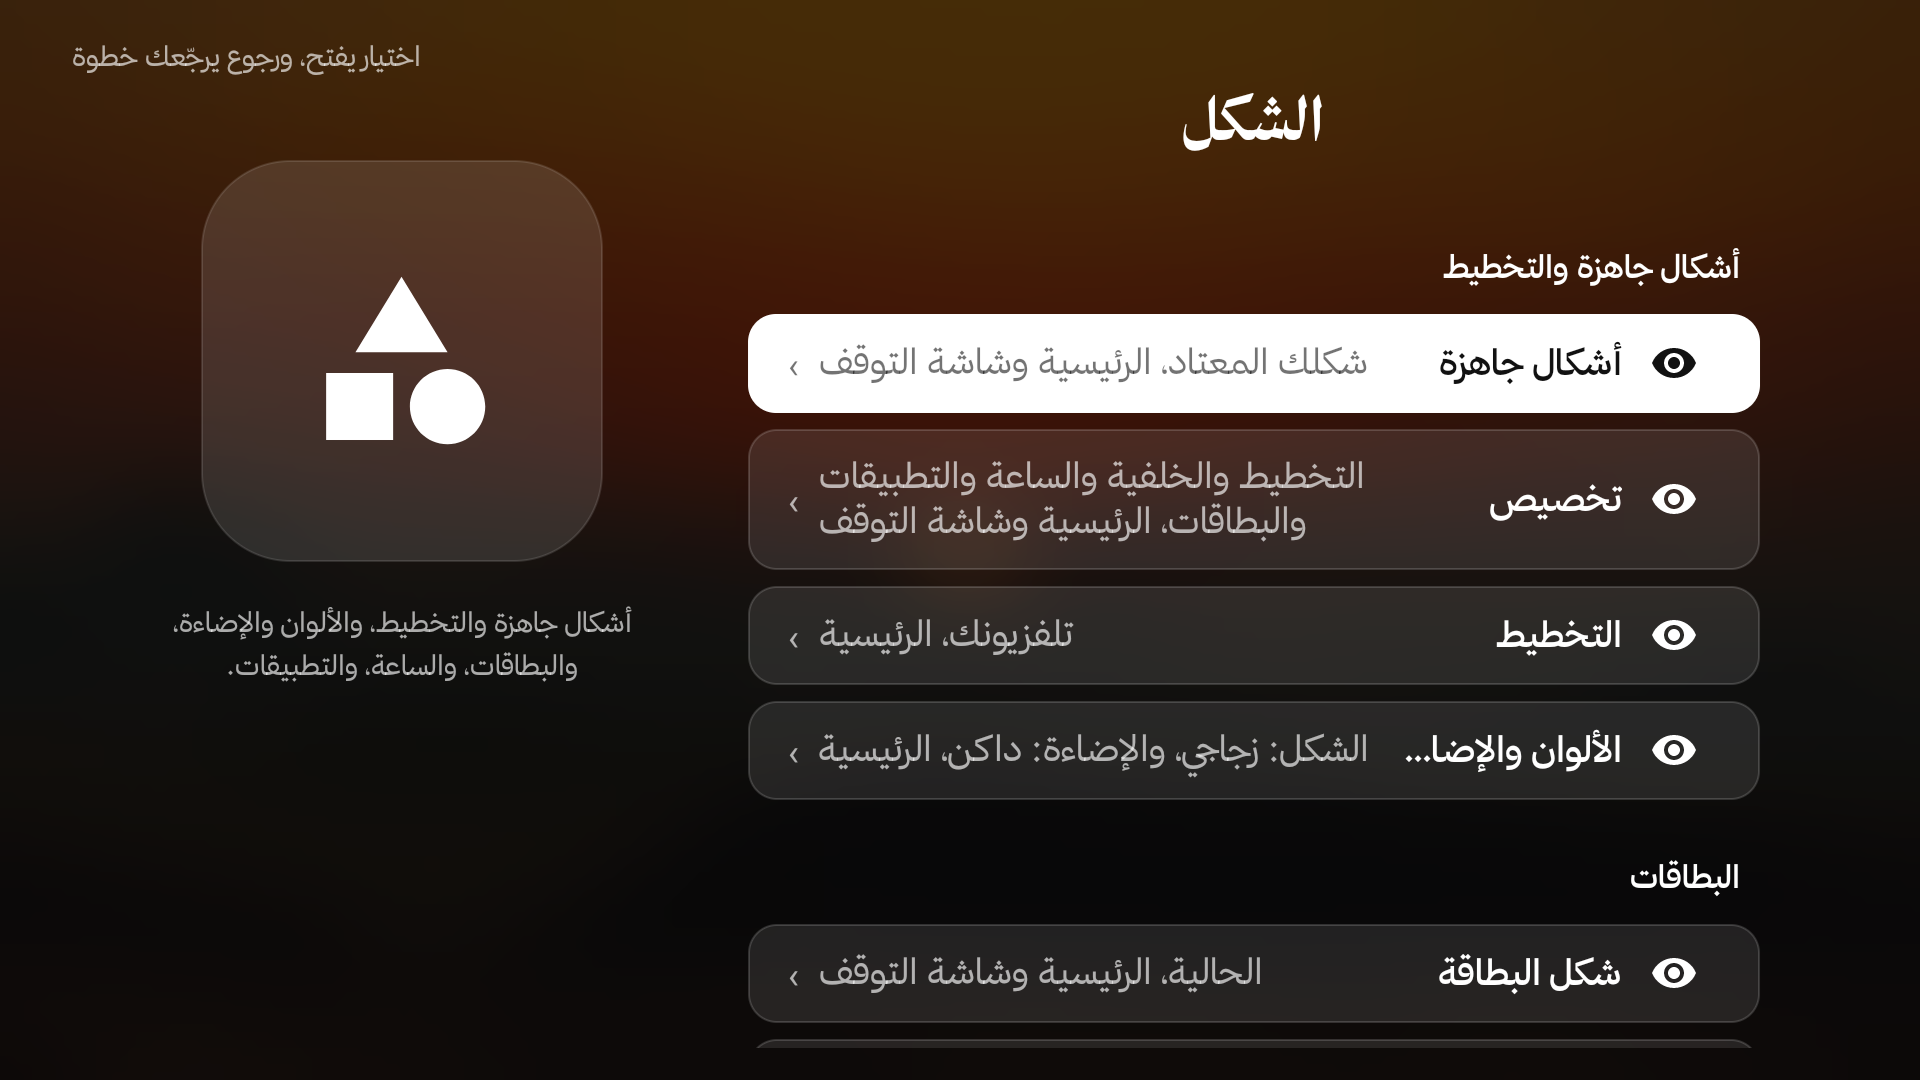 اختيار يفتح، ورجوع يرجّعك خطوة
الشكل
أشكال جاهزة والتخطيط
أشكال جاهزة
شكلك المعتاد، الرئيسية وشاشة التوقف
تخصيص
التخطيط والخلفية والساعة والتطبيقات
والبطاقات، الرئيسية وشاشة التوقف
التخطيط
تلفزيونك، الرئيسية
الألوان والإضا...
الشكل: زجاجي، والإضاءة: داكن، الرئيسية
البطاقات
شكل البطاقة
الحالية، الرئيسية وشاشة التوقف
أشكال جاهزة والتخطيط، والألوان والإضاءة،
والبطاقات، والساعة، والتطبيقات.